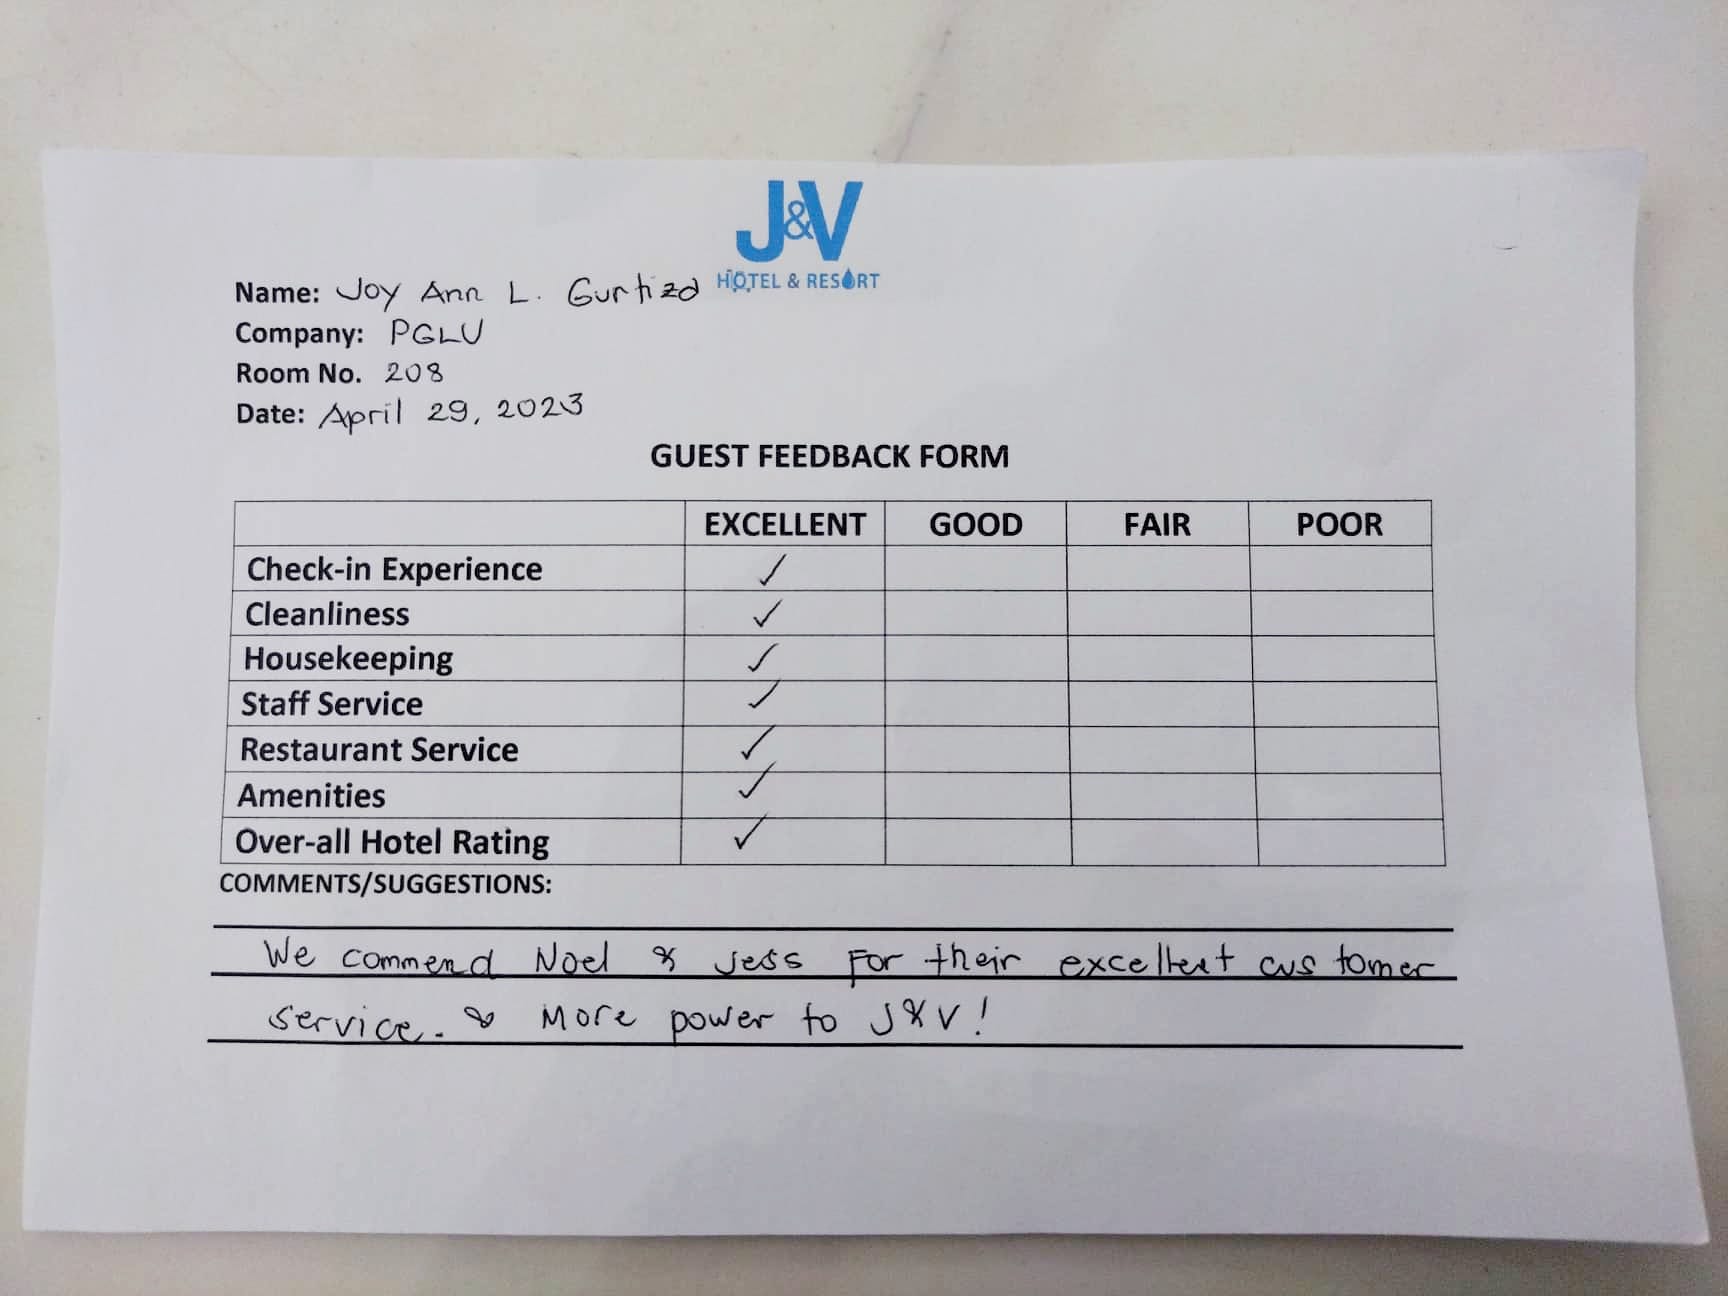 J&V
HOTEL & RESORT
Name: Joy Ann L. Gurtiza
Company: PGLU
Room No. 208
Date: April 29, 2023
GUEST FEEDBACK FORM
EXCELLENT GOOD FAIR POOR
Check-in Experience ✓
Cleanliness ✓
Housekeeping ✓
Staff Service ✓
Restaurant Service ✓
Amenities ✓
Over-all Hotel Rating ✓
COMMENTS/SUGGESTIONS:
We commend Noel & Jess For their excellent customer
service. More power to J&V!